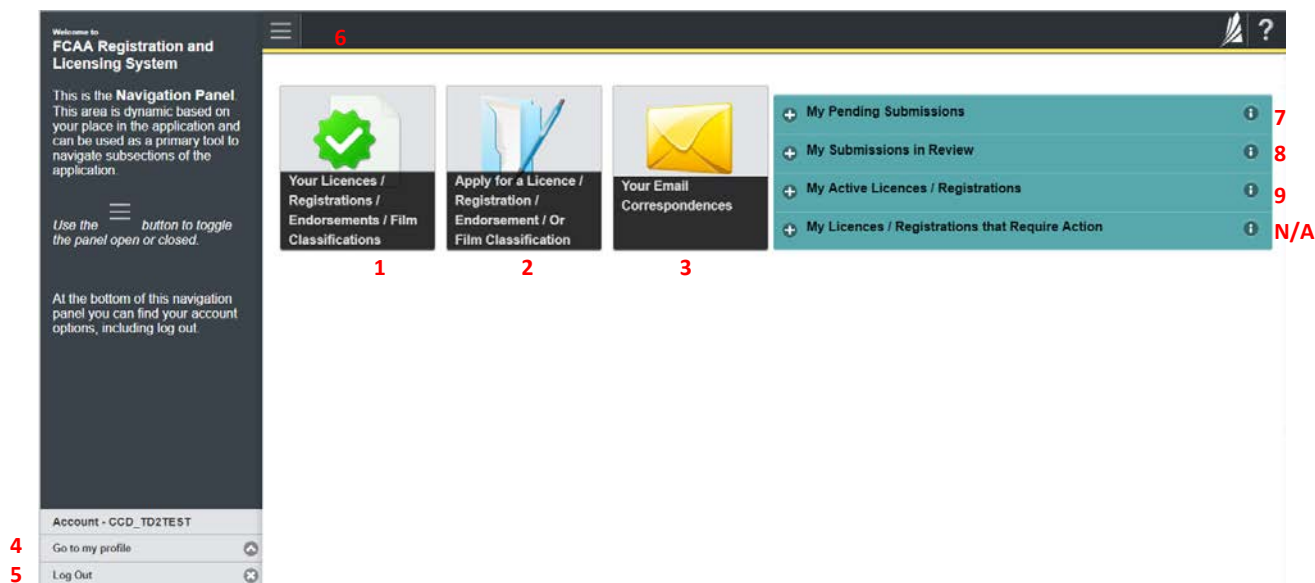 Welcome to
FCAA Registration and
Licensing System
This is the Navigation Panel.
This area is dynamic based on
your place in the application and
can be used as a primary tool to
navigate subsections of the
application.
Use the button to toggle
the panel open or closed.
At the bottom of this navigation
panel you can find your account
options, including log out.
Account - CCD_TD2TEST
4 Go to my profile
5 Log Out
6
?
Your Licences /
Registrations /
Endorsements / Film
Classifications
1
Apply for a Licence /
Registration /
Endorsement / Or
Film Classification
2
Your Email
Correspondences
3
My Pending Submissions 7
My Submissions in Review 8
My Active Licences / Registrations 9
My Licences / Registrations that Require Action N/A